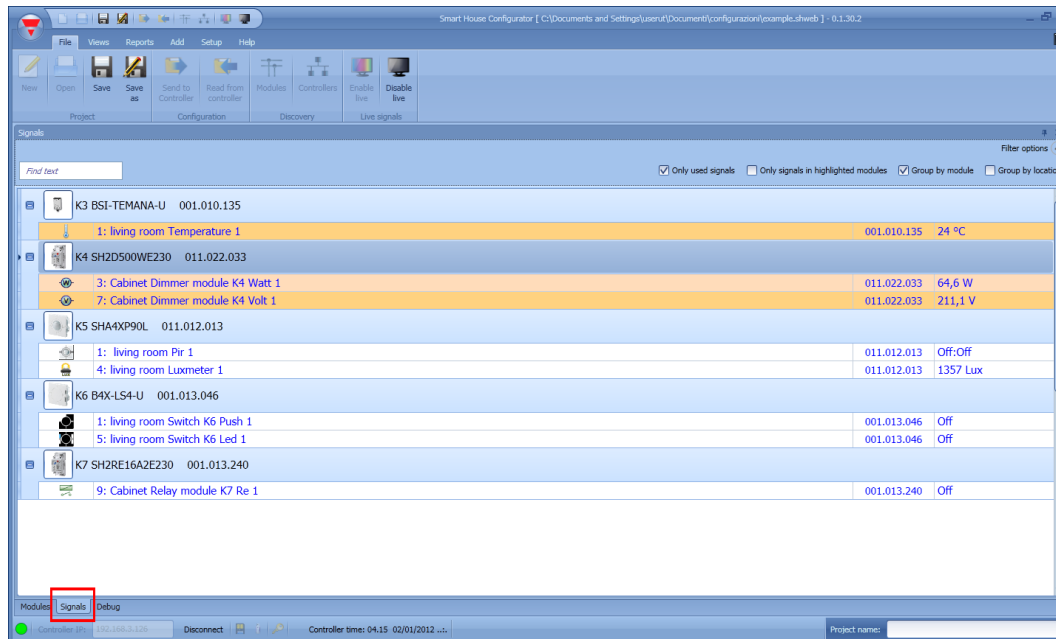 Smart House Configurator [ C:\Documents and Settings\userut\Documenti\configurazioni\example.shweb ] - 0.1.30.2
File Views Reports Add Setup Help
New Open Save Save as Send to Controller Read from controller Modules Controllers Enable live Disable live
Project Configuration Discovery Live signals
Signals
Filter options
Find text Only used signals Only signals in highlighted modules Group by module Group by locatio
K3 BSI-TEMANA-U 001.010.135
1: living room Temperature 1 001.010.135 24 °C
K4 SH2D500WE230 011.022.033
W 3: Cabinet Dimmer module K4 Watt 1 011.022.033 64,6 W
V 7: Cabinet Dimmer module K4 Volt 1 011.022.033 211,1 V
K5 SHA4XP90L 011.012.013
1: living room Pir 1 011.012.013 Off:Off
4: living room Luxmeter 1 011.012.013 1357 Lux
K6 B4X-LS4-U 001.013.046
1: living room Switch K6 Push 1 001.013.046 Off
5: living room Switch K6 Led 1 001.013.046 Off
K7 SH2RE16A2E230 001.013.240
9: Cabinet Relay module K7 Re 1 001.013.240 Off
Modules Signals Debug
Controller IP: 192.168.3.126 Disconnect Controller time: 04.15 02/01/2012 ..:. Project name: